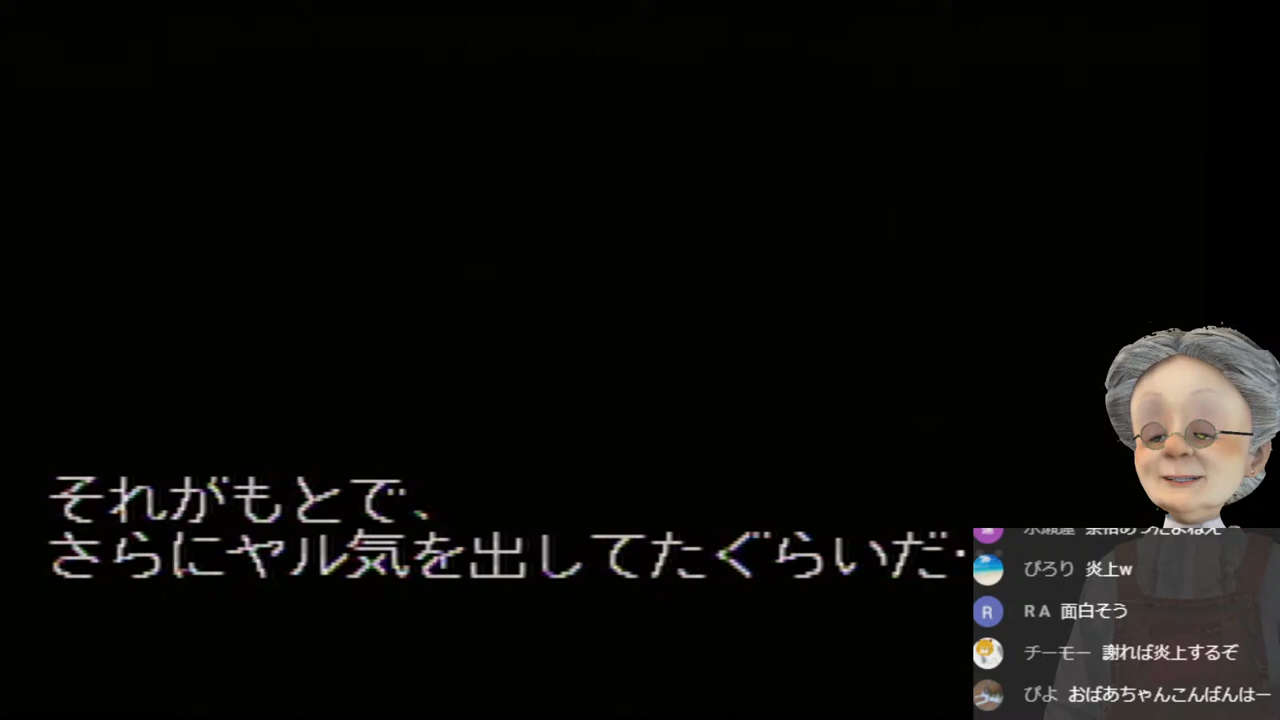 それがもとで、
さらにヤル気を出してたぐらいだ・
ぴろり 炎上w
R
R A 面白そう
チーモー 謝れば炎上するぞ
ぴよ おばあちゃんこんばんはー